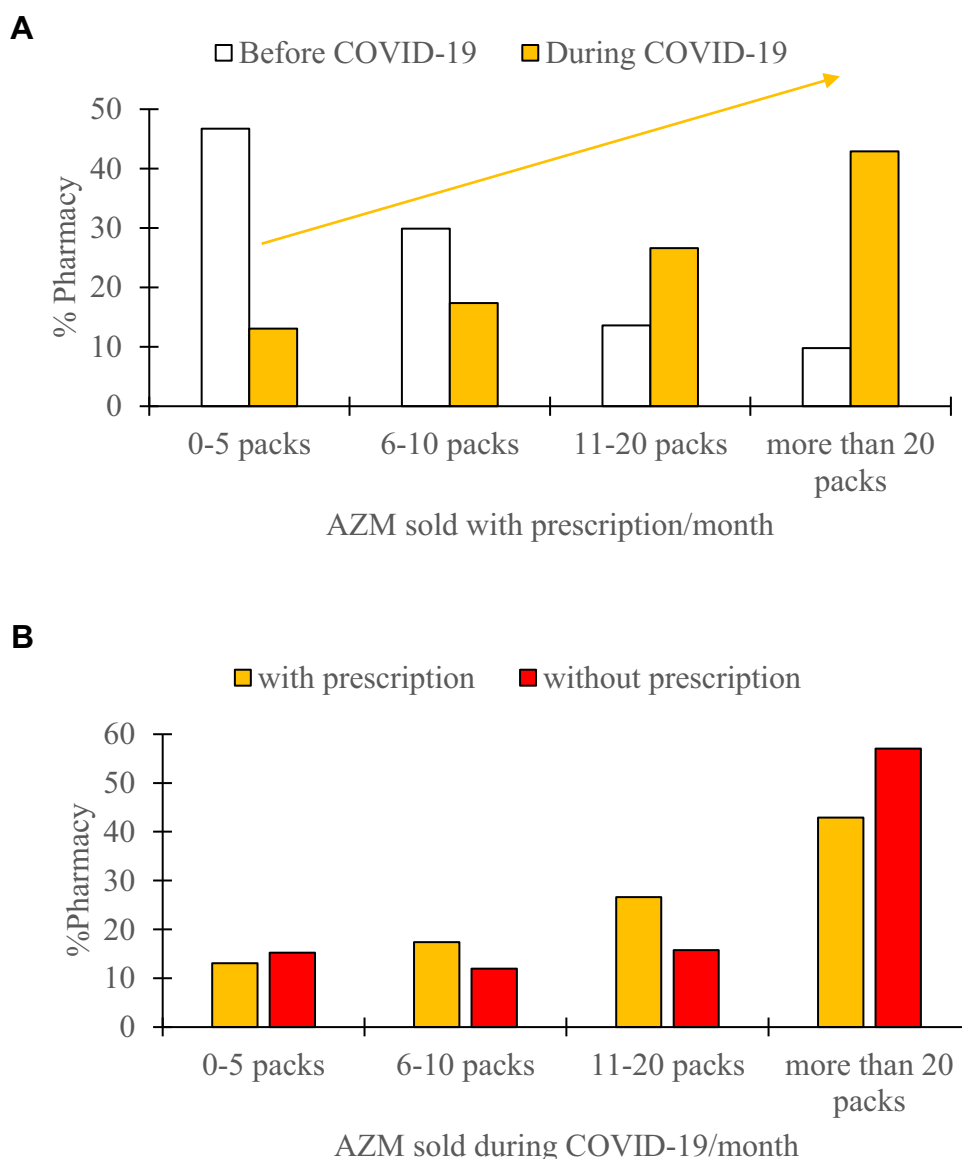 A
Before COVID-19 During COVID-19
50
40
30
20
10
0
% Pharmacy
0-5 packs 6-10 packs 11-20 packs more than 20
packs
AZM sold with prescription/month
B
with prescription without prescription
60
50
40
30
20
10
0
%Pharmacy
0-5 packs 6-10 packs 11-20 packs more than 20
packs
AZM sold during COVID-19/month